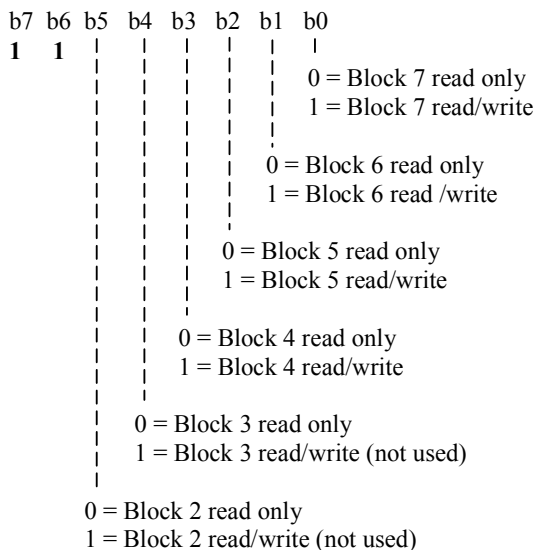 b7 b6 b5 b4 b3 b2 b1 b0
1 1
0 = Block 7 read only
1 = Block 7 read/write
0 = Block 6 read only
1 = Block 6 read /write
0 = Block 5 read only
1 = Block 5 read/write
0 = Block 4 read only
1 = Block 4 read/write
0 = Block 3 read only
1 = Block 3 read/write (not used)
0 = Block 2 read only
1 = Block 2 read/write (not used)